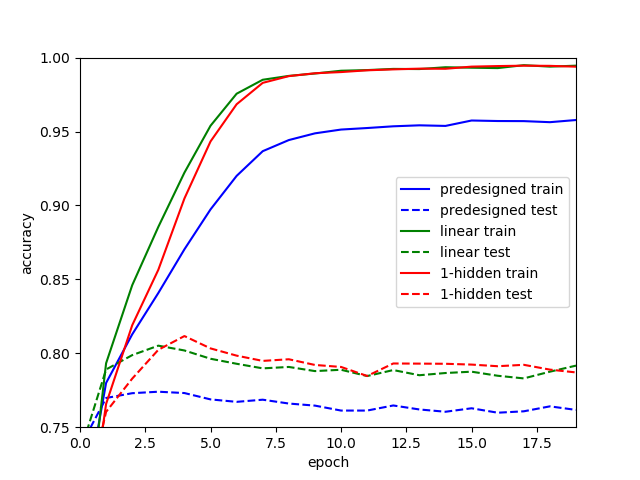 1.00
0.95
0.90
0.85
0.80
0.75
accuracy
0.0
2.5
5.0
7.5
10.0
12.5
15.0
17.5
epoch
predesigned train
predesigned test
linear train
linear test
1-hidden train
1-hidden test